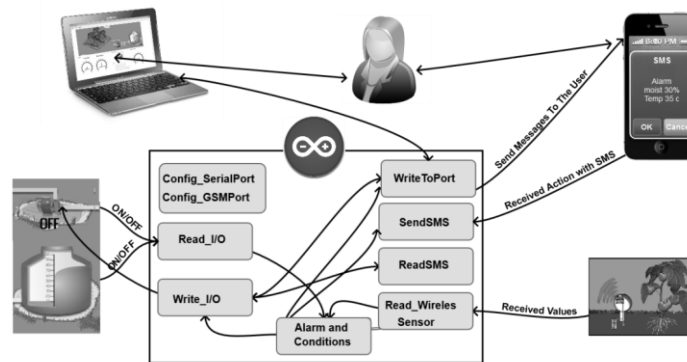 SMS
Alarm
moist 30%
Temp 35 c
OK
Cancel
Send Messages To The User
Received Action with SMS
Config_SerialPort
Config_GSMPort
WriteToPort
SendSMS
ReadSMS
Read_Wireles
Sensor
Read_I/O
Write_I/O
Alarm and
Conditions
ON/OFF
ON/OFF
OFF
Received Values